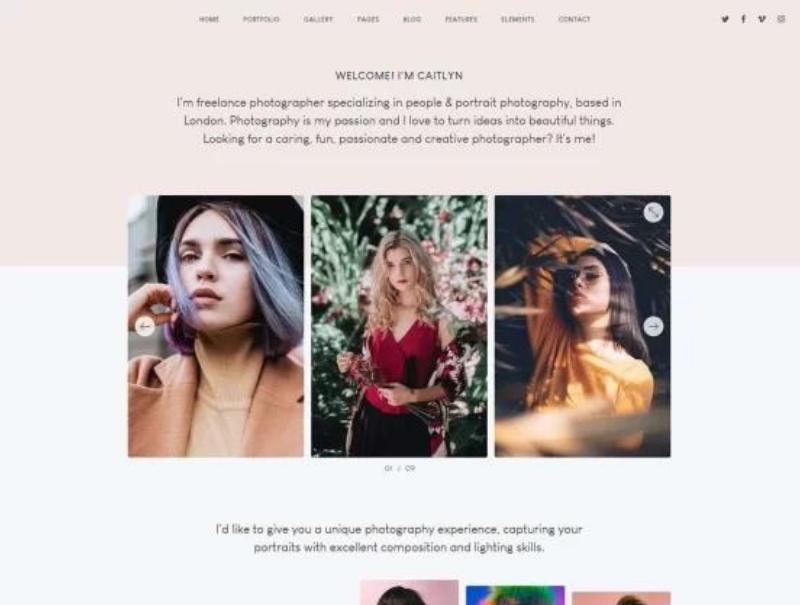 HOME PORTFOLIO GALLERY PAGES BLOG FEATURES ELEMENTS CONTACT
WELCOME! I'M CAITLYN
I'm freelance photographer specializing in people & portrait photography, based in
London. Photography is my passion and I love to turn ideas into beautiful things.
Looking for a caring, fun, passionate and creative photographer? It's me!
01 / 09
I'd like to give you a unique photography experience, capturing your
portraits with excellent composition and lighting skills.